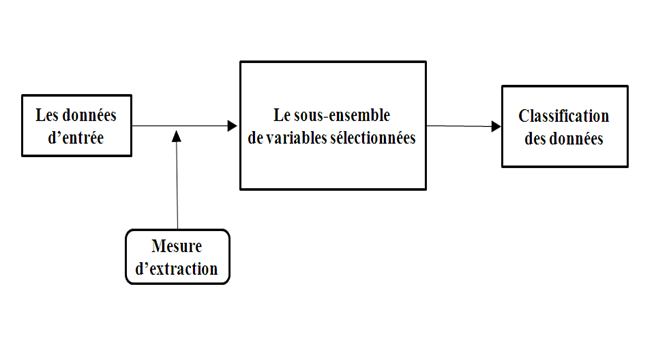 Les données
d’entrée
Le sous-ensemble
de variables sélectionnées
Classification
des données
Mesure
d’extraction